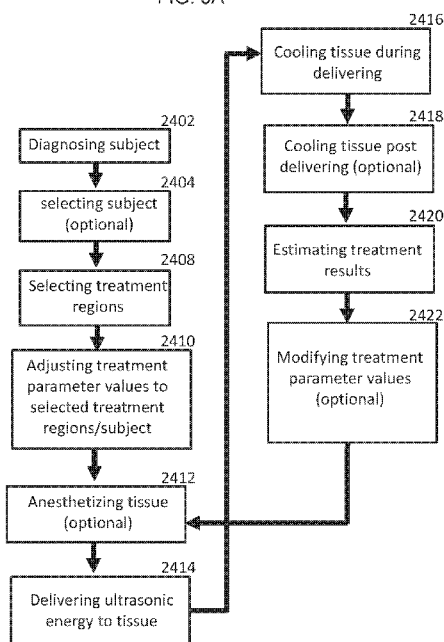 FIG. 6A
2402
Diagnosing subject
2404
selecting subject
(optional)
2408
Selecting treatment
regions
2410
Adjusting treatment
parameter values to
selected treatment
regions/subject
2412
Anesthetizing tissue
(optional)
2414
Delivering ultrasonic
energy to tissue
2416
Cooling tissue during
delivering
2418
Cooling tissue post
delivering (optional)
2420
Estimating treatment
results
2422
Modifying treatment
parameter values
(optional)